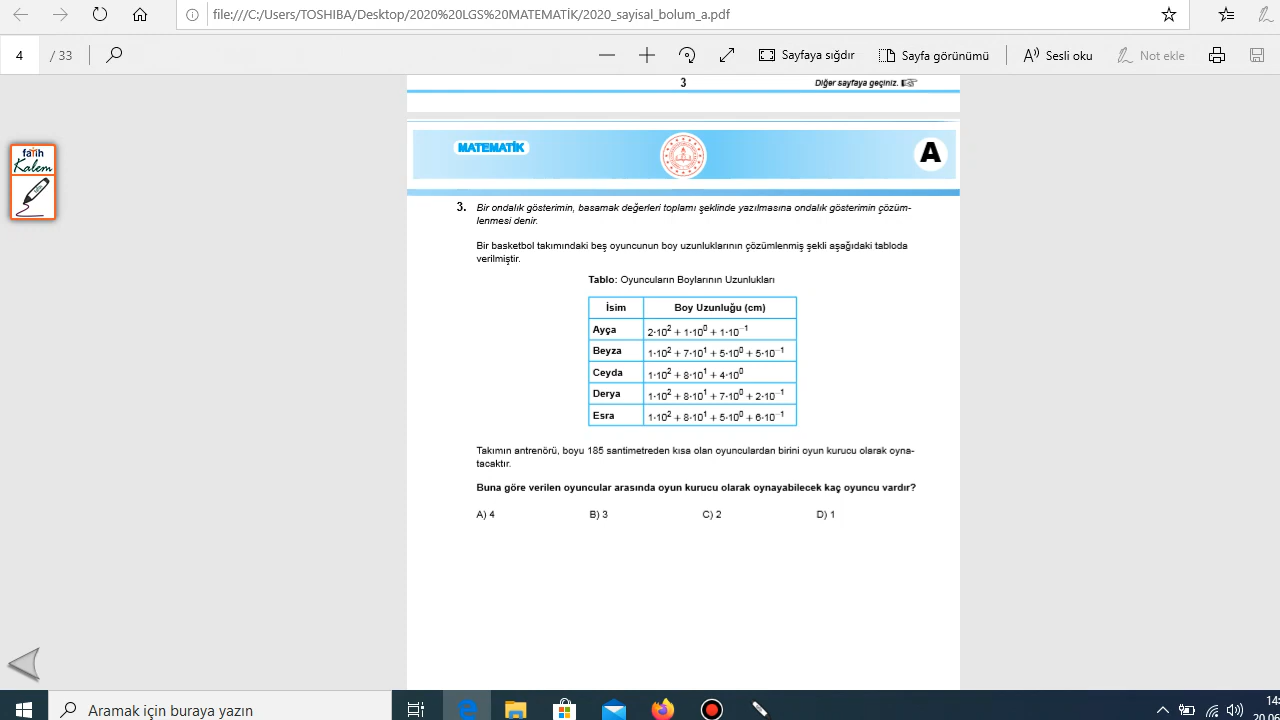 file:///C:/Users/TOSHIBA/Desktop/2020%20LGS%20MATEMATİK/2020_sayisal_bolum_a.pdf
4 / 33 Sayfaya sığdır Sayfa görünümü Sesli oku Not ekle
3 Diğer sayfaya geçiniz.
fatih
Kalem
MATEMATİK A
3. Bir ondalık gösterimin, basamak değerleri toplamı şeklinde yazılmasına ondalık gösterimin çözüm-
lenmesi denir.
Bir basketbol takımındaki beş oyuncunun boy uzunluklarının çözümlenmiş şekli aşağıdaki tabloda
verilmiştir.
Tablo: Oyuncuların Boylarının Uzunlukları
İsim Boy Uzunluğu (cm)
Ayça 2·10² + 1·10⁰ + 1·10⁻¹
Beyza 1·10² + 7·10¹ + 5·10⁰ + 5·10⁻¹
Ceyda 1·10² + 8·10¹ + 4·10⁰
Derya 1·10² + 8·10¹ + 7·10⁰ + 2·10⁻¹
Esra 1·10² + 8·10¹ + 5·10⁰ + 6·10⁻¹
Takımın antrenörü, boyu 185 santimetreden kısa olan oyunculardan birini oyun kurucu olarak oyna-
tacaktır.
Buna göre verilen oyuncular arasında oyun kurucu olarak oynayabilecek kaç oyuncu vardır?
A) 4 B) 3 C) 2 D) 1
Aramak için buraya yazın